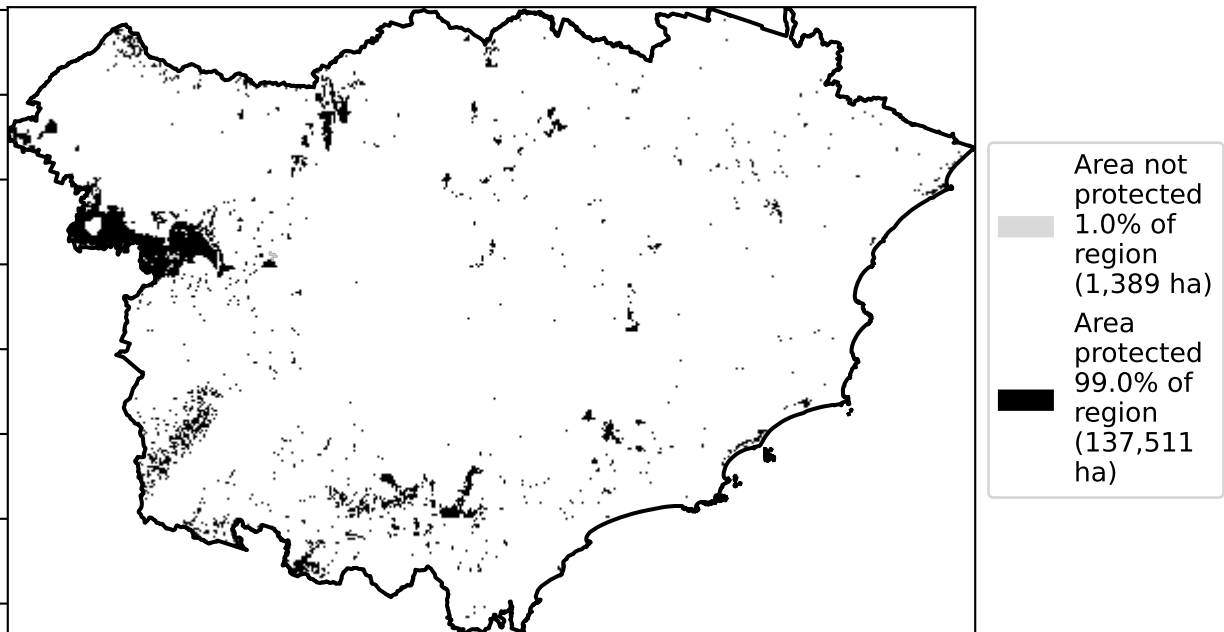 Area not
protected
1.0% of
region
(1,389 ha)
Area
protected
99.0% of
region
(137,511
ha)